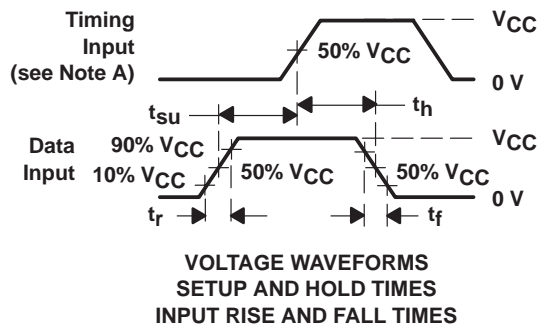 Timing
Input
(see Note A)
50% VCC
VCC
0 V
tsu
th
Data
Input
90% VCC
10% VCC
50% VCC
50% VCC
VCC
0 V
tr
tf
VOLTAGE WAVEFORMS
SETUP AND HOLD TIMES
INPUT RISE AND FALL TIMES